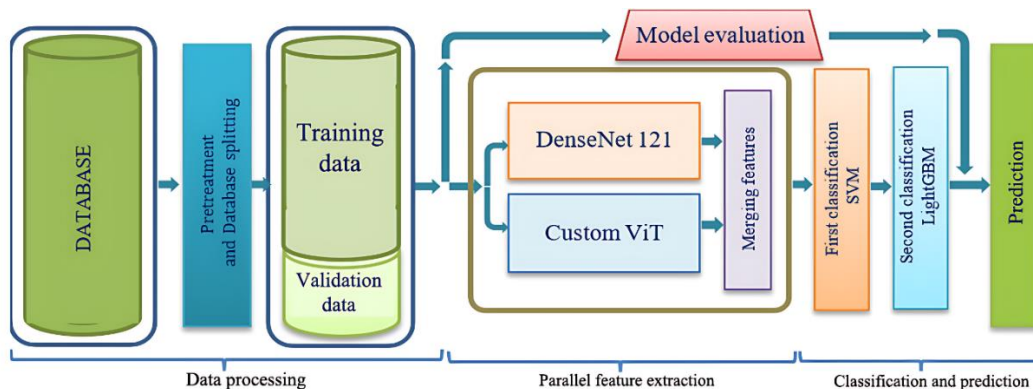 DATABASE
Pretreatment
and Database splitting
Training
data
Validation
data
Model evaluation
DenseNet 121
Custom ViT
Merging features
First classification
SVM
Second classification
LightGBM
Prediction
Data processing
Parallel feature extraction
Classification and prediction